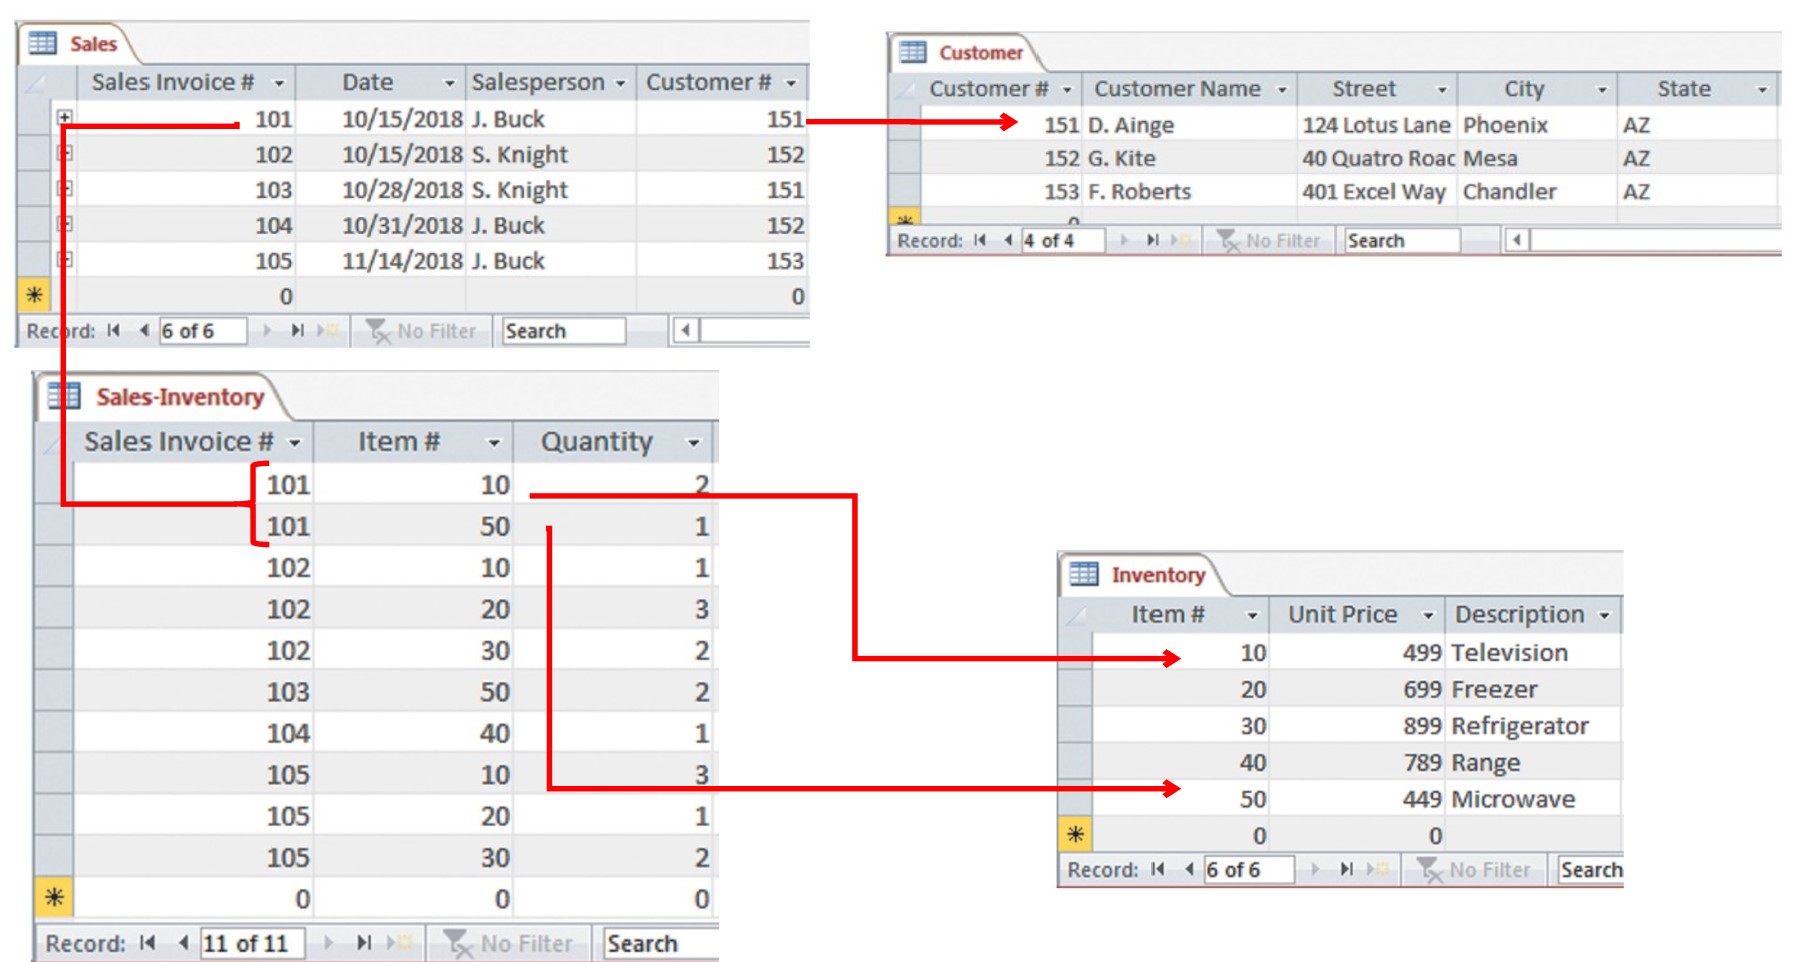 Sales
Sales Invoice # Date Salesperson Customer #
101 10/15/2018 J. Buck 151
102 10/15/2018 S. Knight 152
103 10/28/2018 S. Knight 151
104 10/31/2018 J. Buck 152
105 11/14/2018 J. Buck 153
0 0
Record: 6 of 6 No Filter Search
Customer
Customer # Customer Name Street City State
151 D. Ainge 124 Lotus Lane Phoenix AZ
152 G. Kite 40 Quatro Roac Mesa AZ
153 F. Roberts 401 Excel Way Chandler AZ
0
Record: 4 of 4 No Filter Search
Sales-Inventory
Sales Invoice # Item # Quantity
101 10 2
101 50 1
102 10 1
102 20 3
102 30 2
103 50 2
104 40 1
105 10 3
105 20 1
105 30 2
0 0 0
Record: 11 of 11 No Filter Search
Inventory
Item # Unit Price Description
10 499 Television
20 699 Freezer
30 899 Refrigerator
40 789 Range
50 449 Microwave
0 0
Record: 6 of 6 No Filter Search